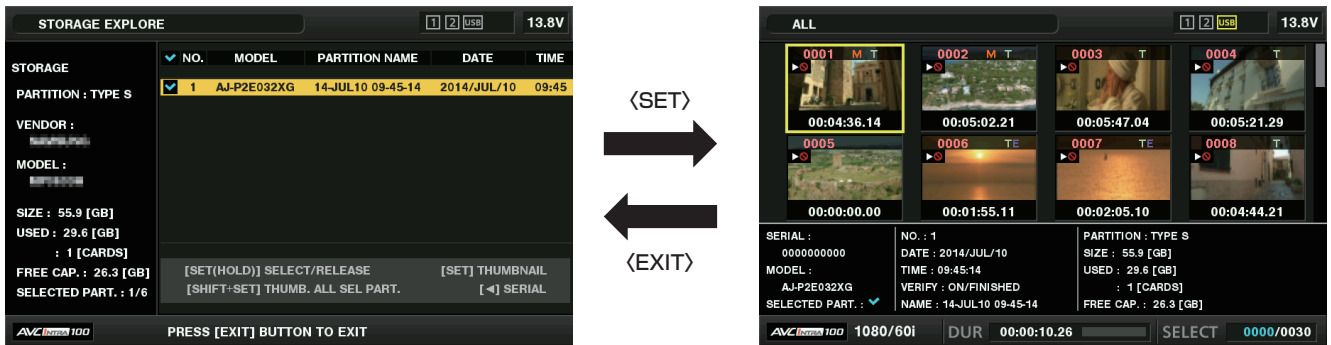 STORAGE EXPLORE
1 2 USB
13.8V
STORAGE
PARTITION : TYPE S
VENDOR :
MODEL :
SIZE : 55.9 [GB]
USED : 29.6 [GB]
: 1 [CARDS]
FREE CAP. : 26.3 [GB]
SELECTED PART. : 1/6
NO. MODEL PARTITION NAME DATE TIME
1 AJ-P2E032XG 14-JUL10 09-45-14 2014/JUL/10 09:45
[SET(HOLD)] SELECT/RELEASE [SET] THUMBNAIL
[SHIFT+SET] THUMB. ALL SEL PART. [◄] SERIAL
AVC INTRA 100 PRESS [EXIT] BUTTON TO EXIT
〈SET〉
〈EXIT〉
ALL
1 2 USB
13.8V
0001 M T 0002 M T 0003 T 0004 T
00:04:36.14 00:05:02.21 00:05:47.04 00:05:21.29
0005 0006 TE 0007 TE 0008 T
00:00:00.00 00:01:55.11 00:02:05.10 00:04:44.21
SERIAL :
0000000000
MODEL :
AJ-P2E032XG
SELECTED PART. :
NO. : 1
DATE : 2014/JUL/10
TIME : 09:45:14
VERIFY : ON/FINISHED
NAME : 14-JUL10 09-45-14
PARTITION : TYPE S
SIZE : 55.9 [GB]
USED : 29.6 [GB]
: 1 [CARDS]
FREE CAP. : 26.3 [GB]
AVC INTRA 100 1080/60i DUR 00:00:10.26 SELECT 0000/0030